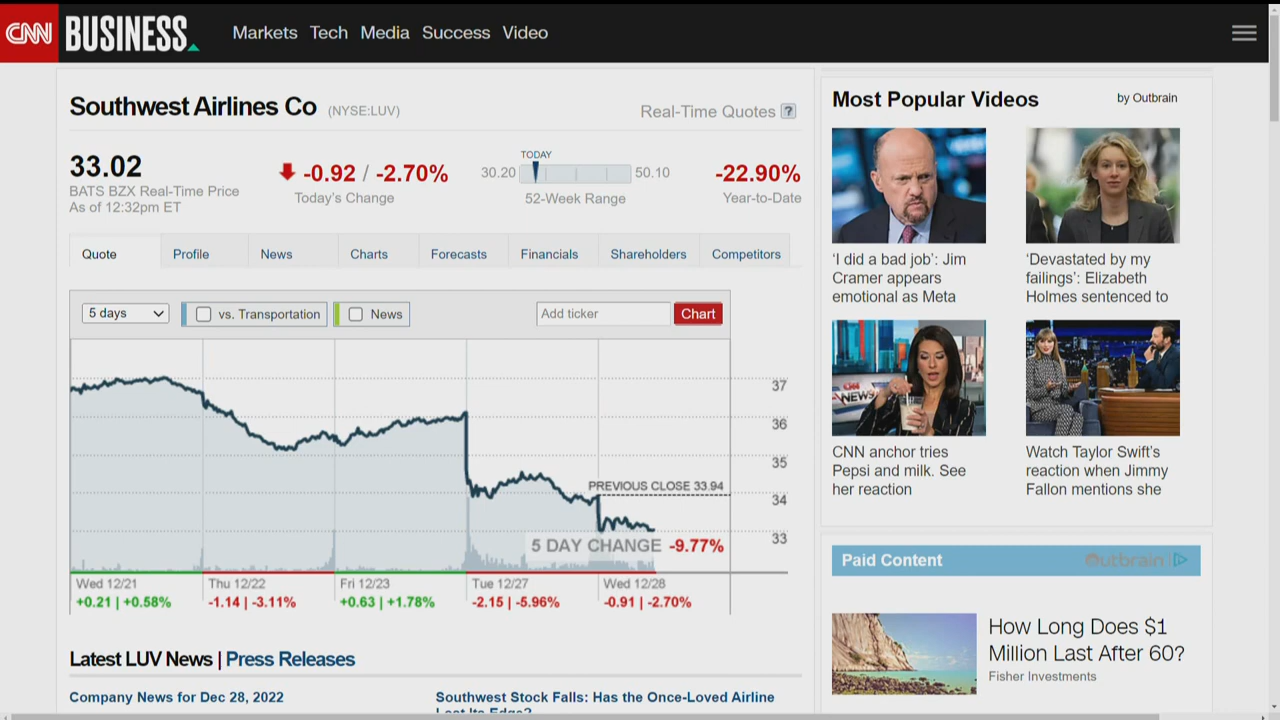 CNN BUSINESS Markets Tech Media Success Video
Southwest Airlines Co (NYSE:LUV)
Real-Time Quotes ?
33.02
BATS BZX Real-Time Price
As of 12:32pm ET
-0.92 / -2.70%
Today's Change
TODAY
30.20 50.10
52-Week Range
-22.90%
Year-to-Date
Quote Profile News Charts Forecasts Financials Shareholders Competitors
5 days vs. Transportation News Add ticker Chart
37
36
35
34
33
PREVIOUS CLOSE 33.94
5 DAY CHANGE -9.77%
Wed 12/21 Thu 12/22 Fri 12/23 Tue 12/27 Wed 12/28
+0.21 | +0.58% -1.14 | -3.11% +0.63 | +1.78% -2.15 | -5.96% -0.91 | -2.70%
Latest LUV News | Press Releases
Company News for Dec 28, 2022
Southwest Stock Falls: Has the Once-Loved Airline
Lost Its Edge?
Most Popular Videos by Outbrain
‘I did a bad job’: Jim
Cramer appears
emotional as Meta
‘Devastated by my
failings’: Elizabeth
Holmes sentenced to
CNN
NEWS
CNN anchor tries
Pepsi and milk. See
her reaction
Watch Taylor Swift’s
reaction when Jimmy
Fallon mentions she
Paid Content Outbrain
How Long Does $1
Million Last After 60?
Fisher Investments